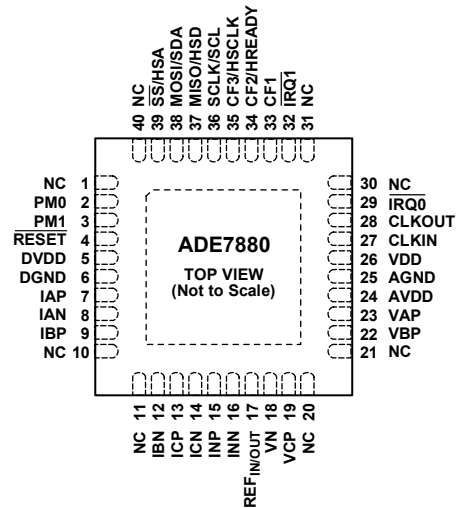 40 NC
39 S̅S̅/HSA
38 MOSI/SDA
37 MISO/HSD
36 SCLK/SCL
35 CF3/HSCLK
34 CF2/HREADY
33 CF1
32 I̅R̅Q̅1̅
31 NC
NC 1
PM0 2
PM1 3
R̅E̅S̅E̅T̅ 4
DVDD 5
DGND 6
IAP 7
IAN 8
IBP 9
NC 10
ADE7880
TOP VIEW
(Not to Scale)
30 NC
29 I̅R̅Q̅0̅
28 CLKOUT
27 CLKIN
26 VDD
25 AGND
24 AVDD
23 VAP
22 VBP
21 NC
NC 11
IBN 12
ICP 13
ICN 14
INP 15
INN 16
REFIN/OUT 17
VN 18
VCP 19
NC 20